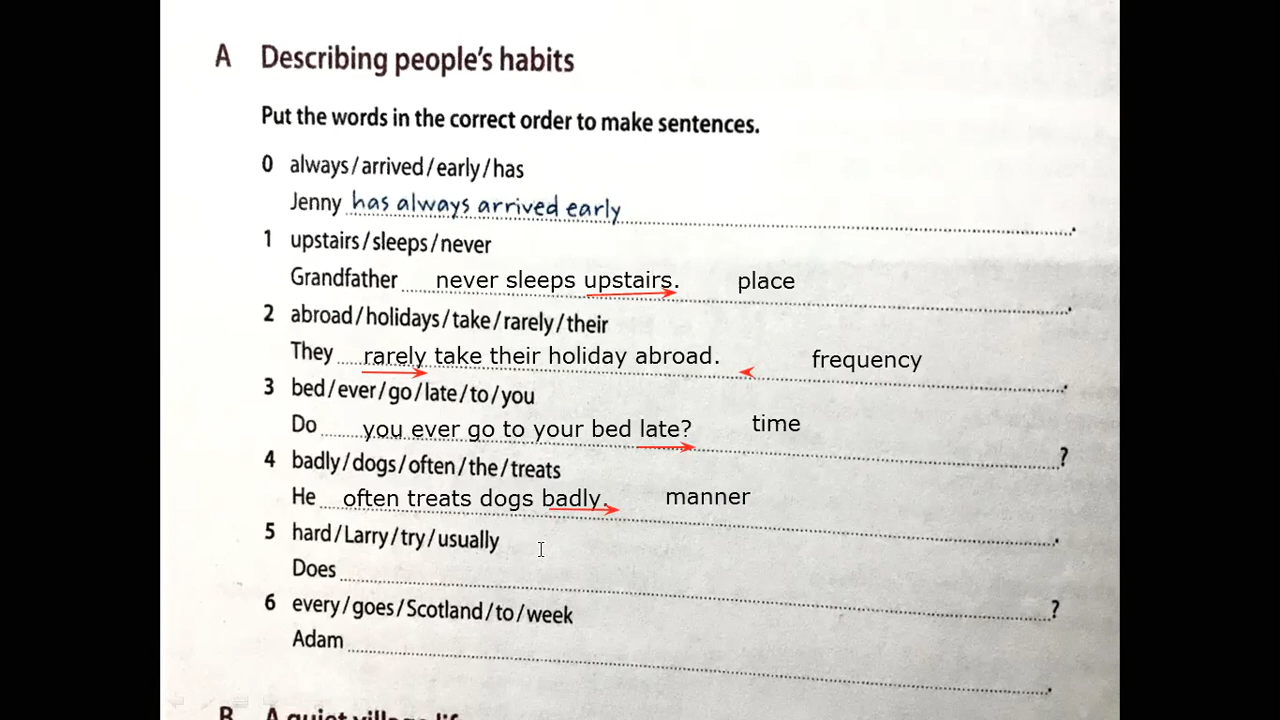 A Describing people's habits
Put the words in the correct order to make sentences.
0 always/arrived/early/has
Jenny has always arrived early.
1 upstairs/sleeps/never
Grandfather never sleeps upstairs. place.
2 abroad/holidays/take/rarely/their
They rarely take their holiday abroad. frequency.
3 bed/ever/go/late/to/you
Do you ever go to your bed late? time?
4 badly/dogs/often/the/treats
He often treats dogs badly. manner.
5 hard/Larry/try/usually
Does ?
6 every/goes/Scotland/to/week
Adam .
B A quiet village life